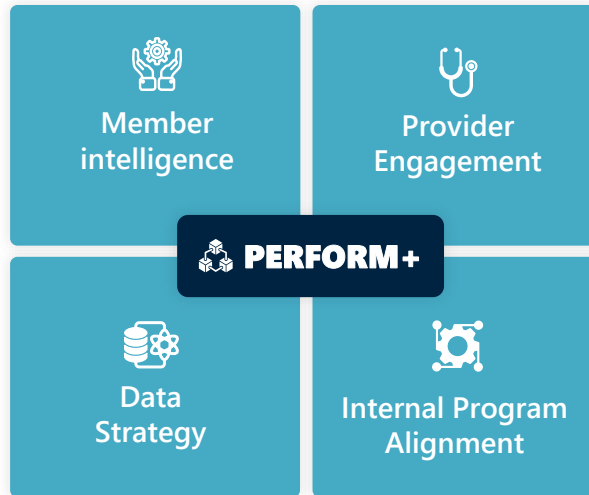 Member
intelligence
Provider
Engagement
PERFORM+
Data
Strategy
Internal Program
Alignment